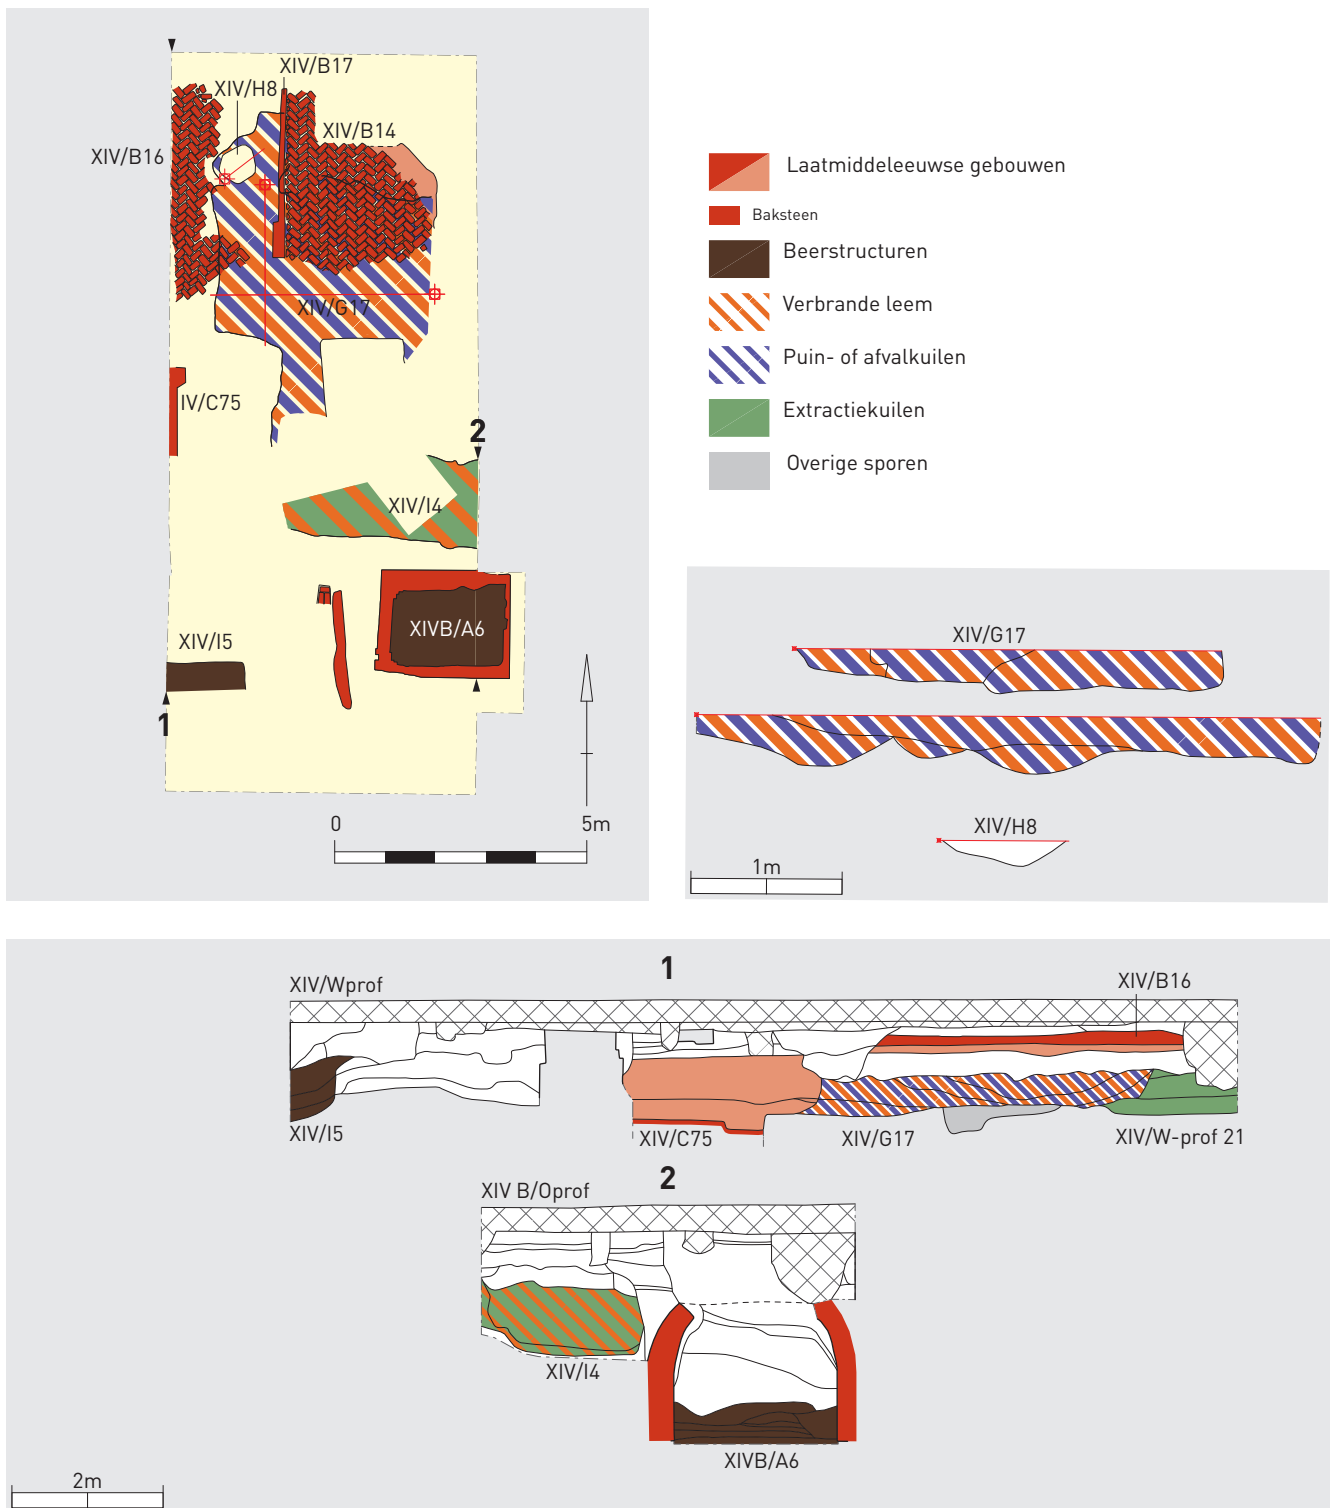 XIV/B17
XIV/H8
XIV/B14
XIV/B16
XIV/G17
IV/C75
2
XIV/I4
XIV/I5
XIVB/A6
1
0 5m
Laatmiddeleeuwse gebouwen
Baksteen
Beerstructuren
Verbrande leem
Puin- of afvalkuilen
Extractiekuilen
Overige sporen
XIV/G17
XIV/H8
1m
1
XIV/Wprof
XIV/B16
XIV/I5
XIV/C75
XIV/G17
XIV/W-prof 21
2
XIV B/Oprof
XIV/I4
XIVB/A6
2m